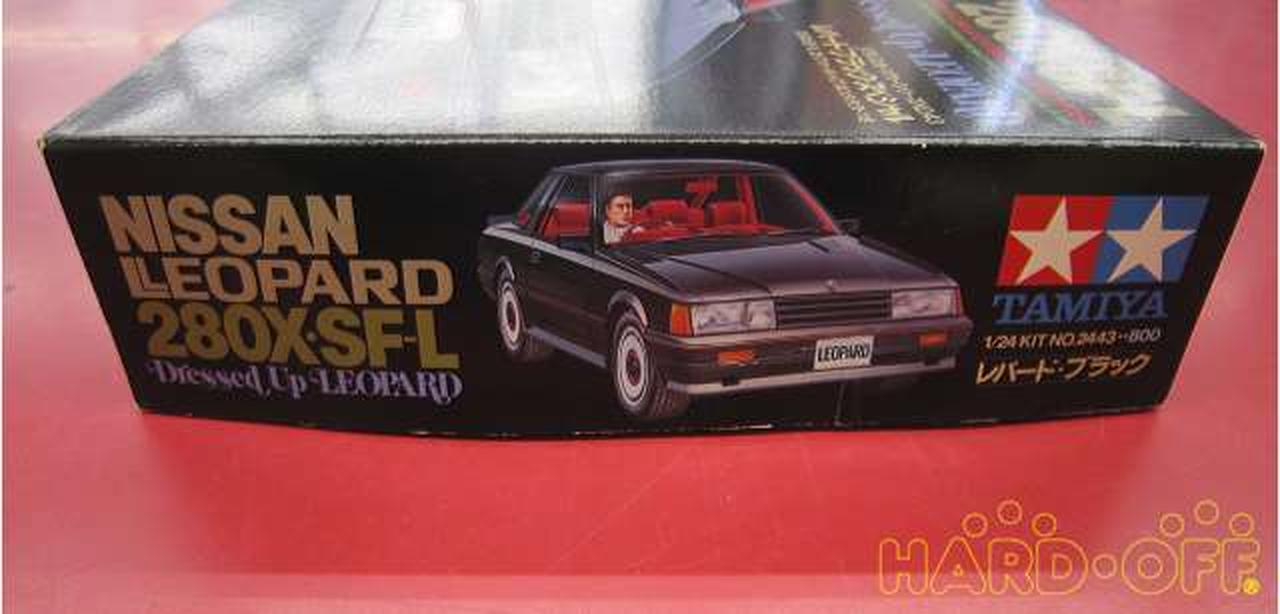 NISSAN
LEOPARD
280X·SF-L
Dressed Up LEOPARD
LEOPARD
TAMIYA
1/24 KIT NO.2443--800
レパード・ブラック
HARD·OFF